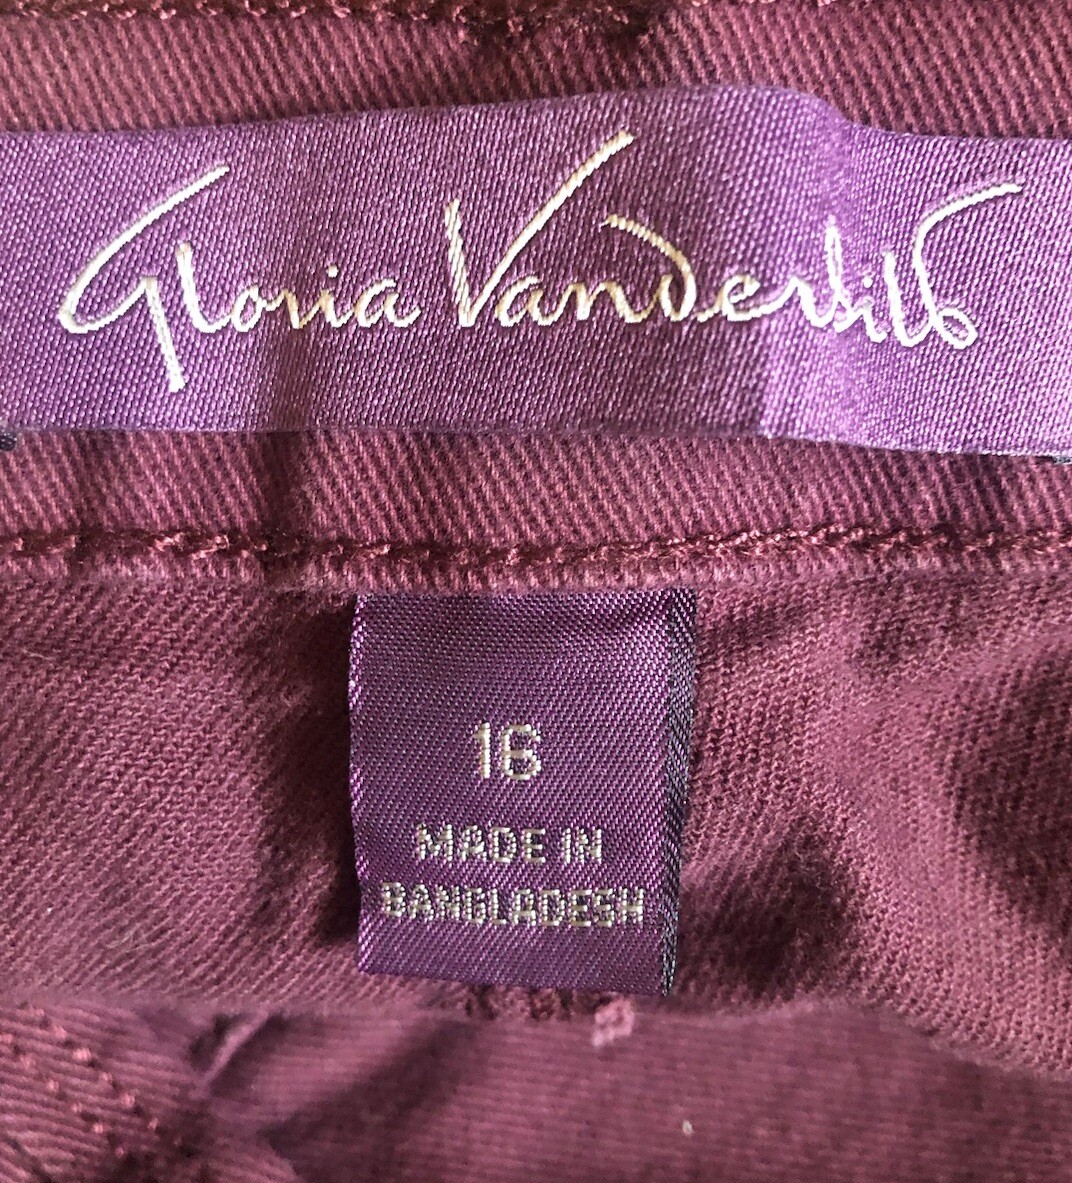 Gloria Vanderbilt
16
MADE IN
BANGLADESH